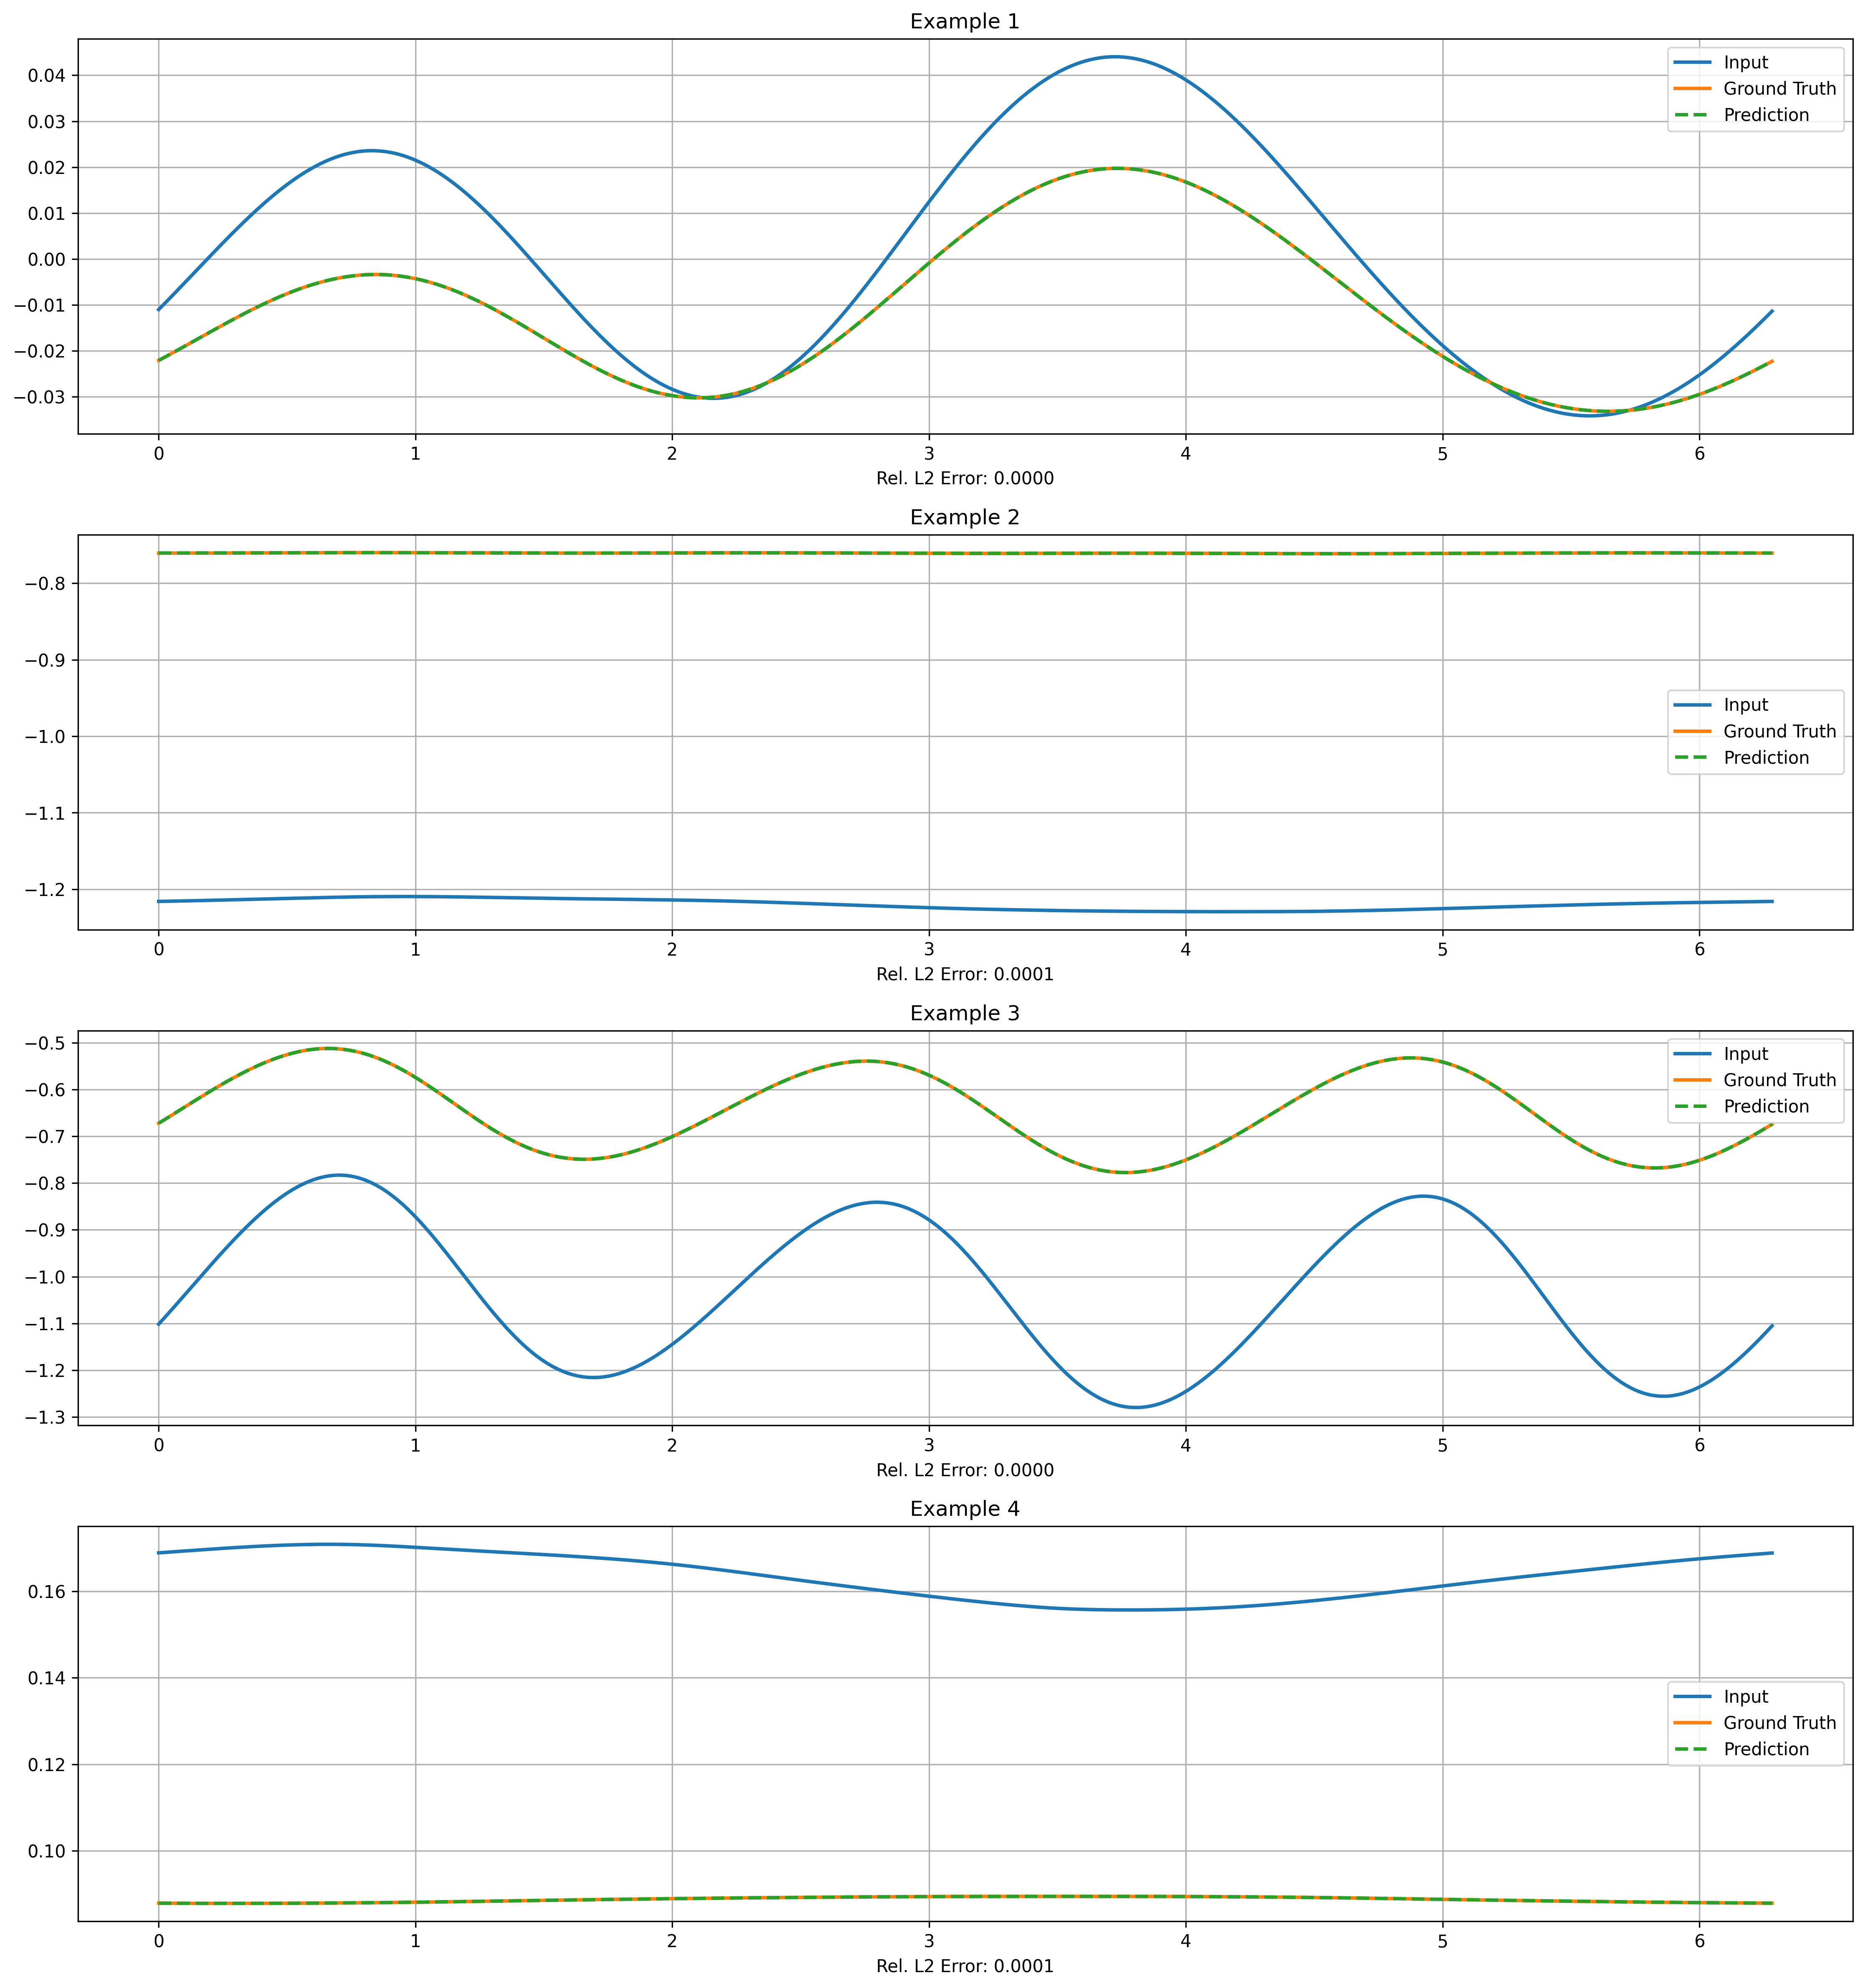 Example 1
0.04
0.03
0.02
0.01
0.00
−0.01
−0.02
−0.03
Input
Ground Truth
Prediction
0 1 2 3 4 5 6
Rel. L2 Error: 0.0000
Example 2
−0.8
−0.9
−1.0
−1.1
−1.2
Input
Ground Truth
Prediction
0 1 2 3 4 5 6
Rel. L2 Error: 0.0001
Example 3
−0.5
−0.6
−0.7
−0.8
−0.9
−1.0
−1.1
−1.2
−1.3
Input
Ground Truth
Prediction
0 1 2 3 4 5 6
Rel. L2 Error: 0.0000
Example 4
0.16
0.14
0.12
0.10
Input
Ground Truth
Prediction
0 1 2 3 4 5 6
Rel. L2 Error: 0.0001